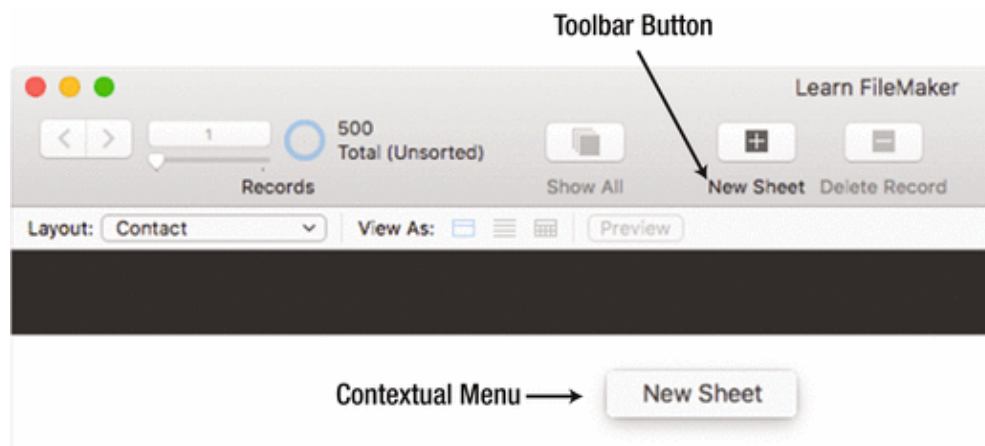 Toolbar Button
Learn FileMaker
1
500
Total (Unsorted)
Records
Show All
New Sheet
Delete Record
Layout: Contact
View As:
Preview
Contextual Menu
New Sheet